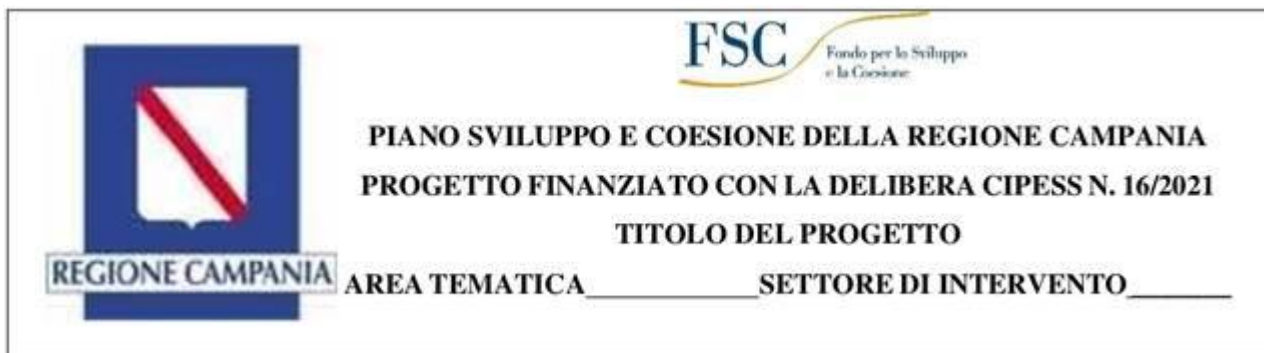 FSC
Fondo per lo Sviluppo
e la Coesione
PIANO SVILUPPO E COESIONE DELLA REGIONE CAMPANIA
PROGETTO FINANZIATO CON LA DELIBERA CIPESS N. 16/2021
TITOLO DEL PROGETTO
REGIONE CAMPANIA
AREA TEMATICA____________SETTORE DI INTERVENTO_______